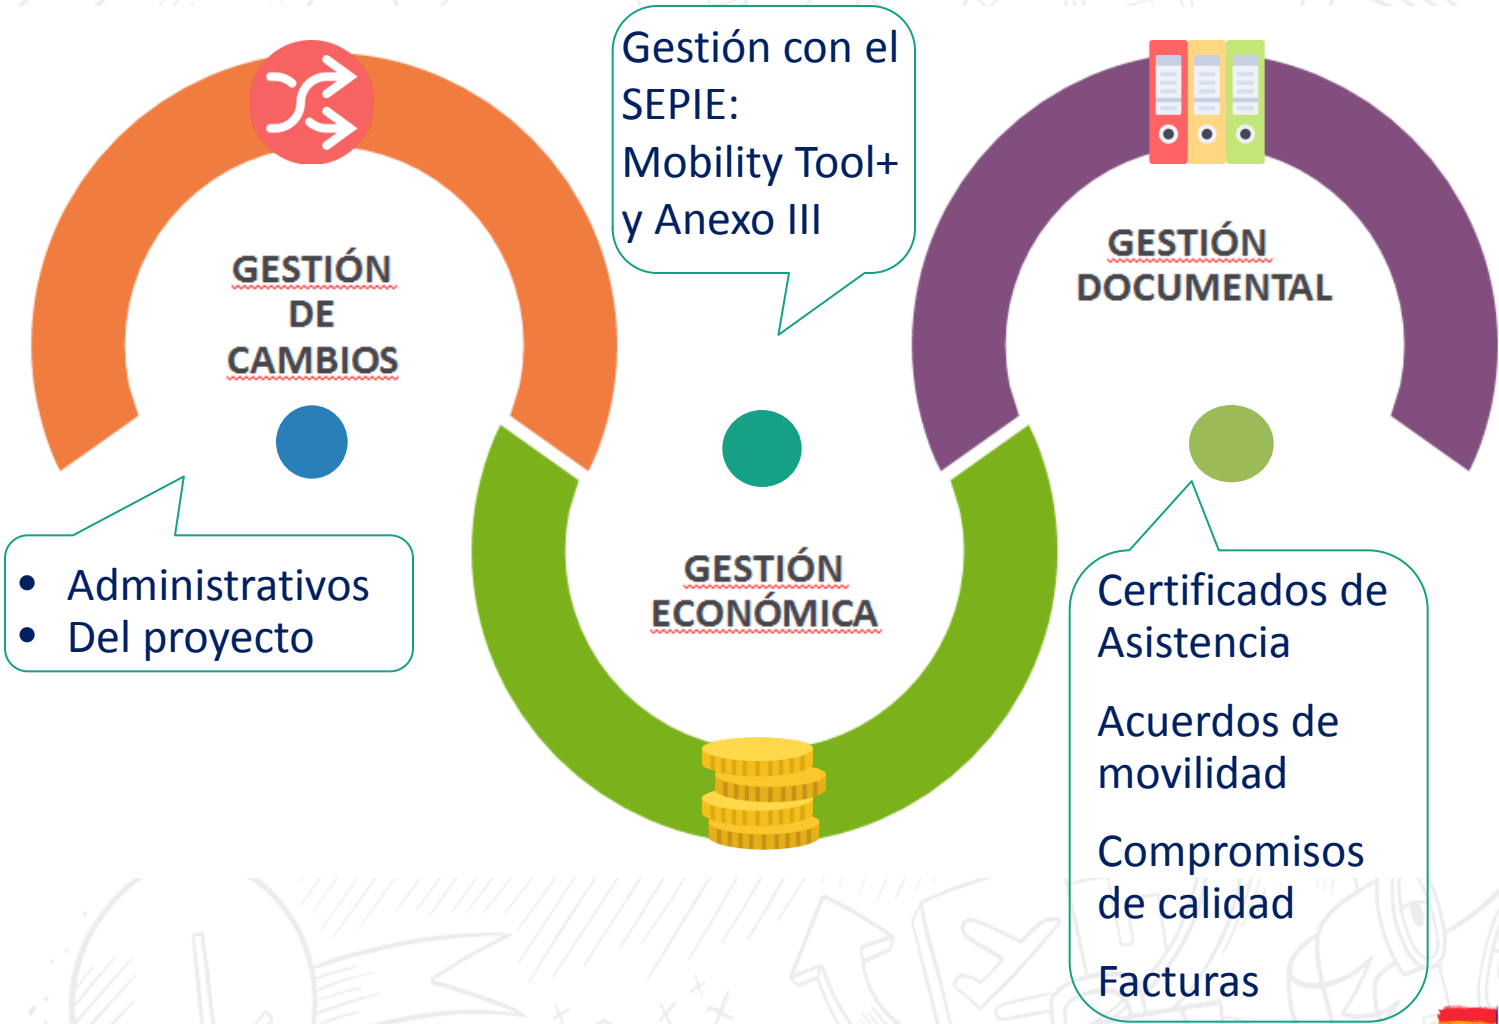 GESTIÓN
DE
CAMBIOS
• Administrativos
• Del proyecto
Gestión con el
SEPIE:
Mobility Tool+
y Anexo III
GESTIÓN
ECONÓMICA
GESTIÓN
DOCUMENTAL
Certificados de
Asistencia
Acuerdos de
movilidad
Compromisos
de calidad
Facturas